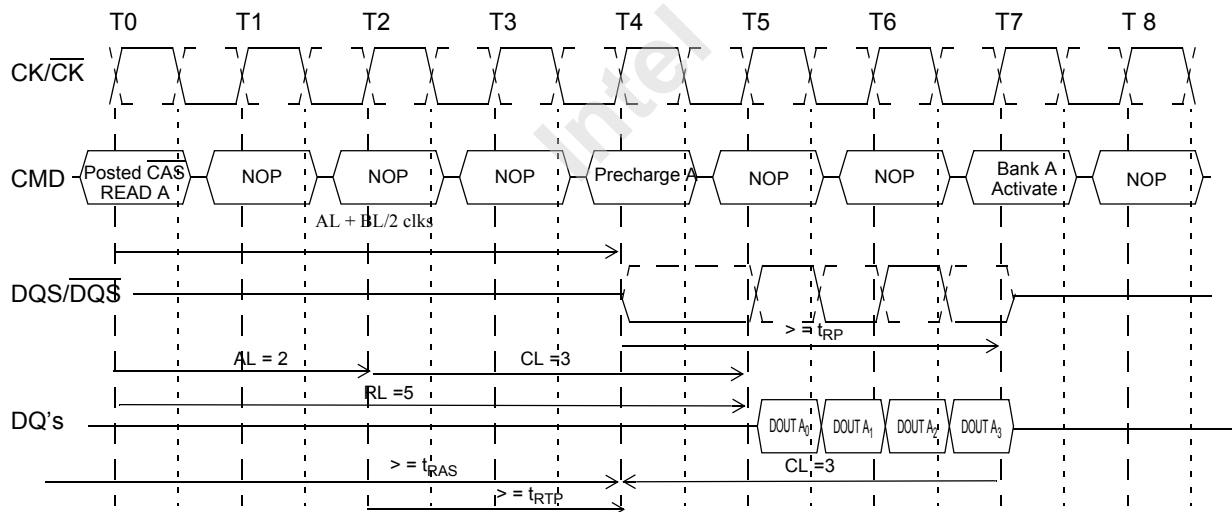 T0 T1 T2 T3 T4 T5 T6 T7 T 8
CK/CK
Intel
CMD
Posted CAS
READ A
NOP
NOP
NOP
Precharge A
NOP
NOP
Bank A
Activate
NOP
AL + BL/2 clks
DQS/DQS
> = tRP
AL = 2
CL =3
RL =5
DQ's
DOUT A0
DOUT A1
DOUT A2
DOUT A3
> = tRAS
CL =3
> = tRTP